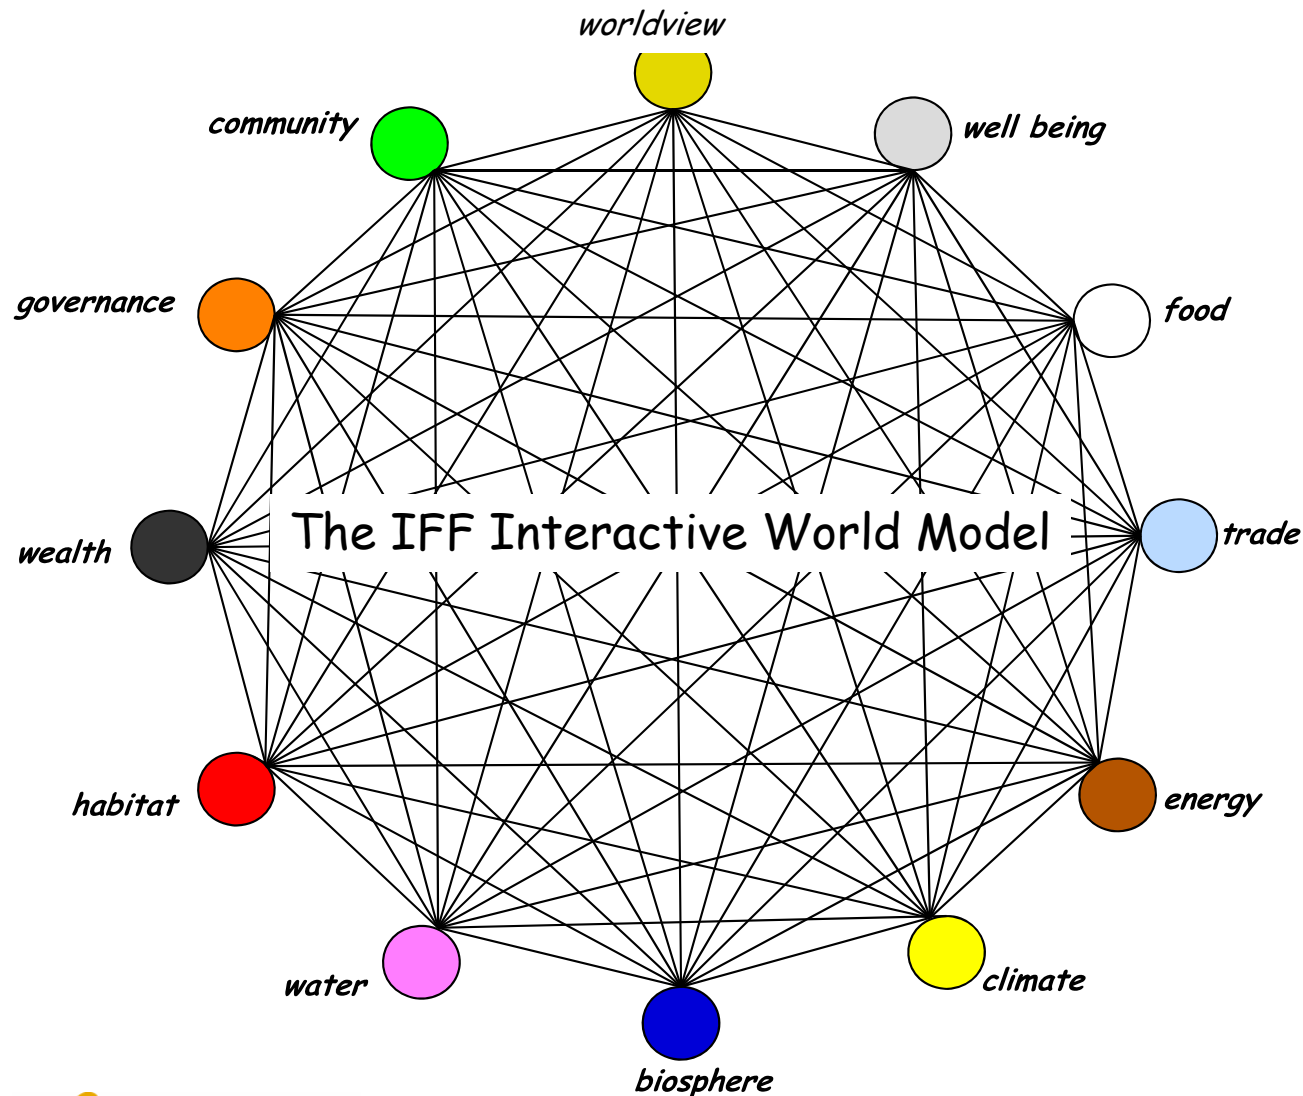 worldview
community
well being
governance
food
The IFF Interactive World Model
wealth
trade
habitat
energy
water
climate
biosphere